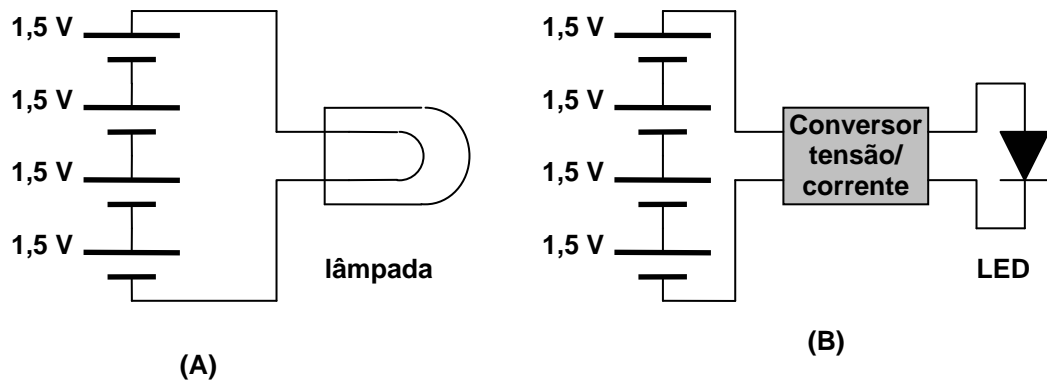 1,5 V
1,5 V
1,5 V
1,5 V
lâmpada
(A)
1,5 V
1,5 V
1,5 V
1,5 V
Conversor
tensão/
corrente
LED
(B)